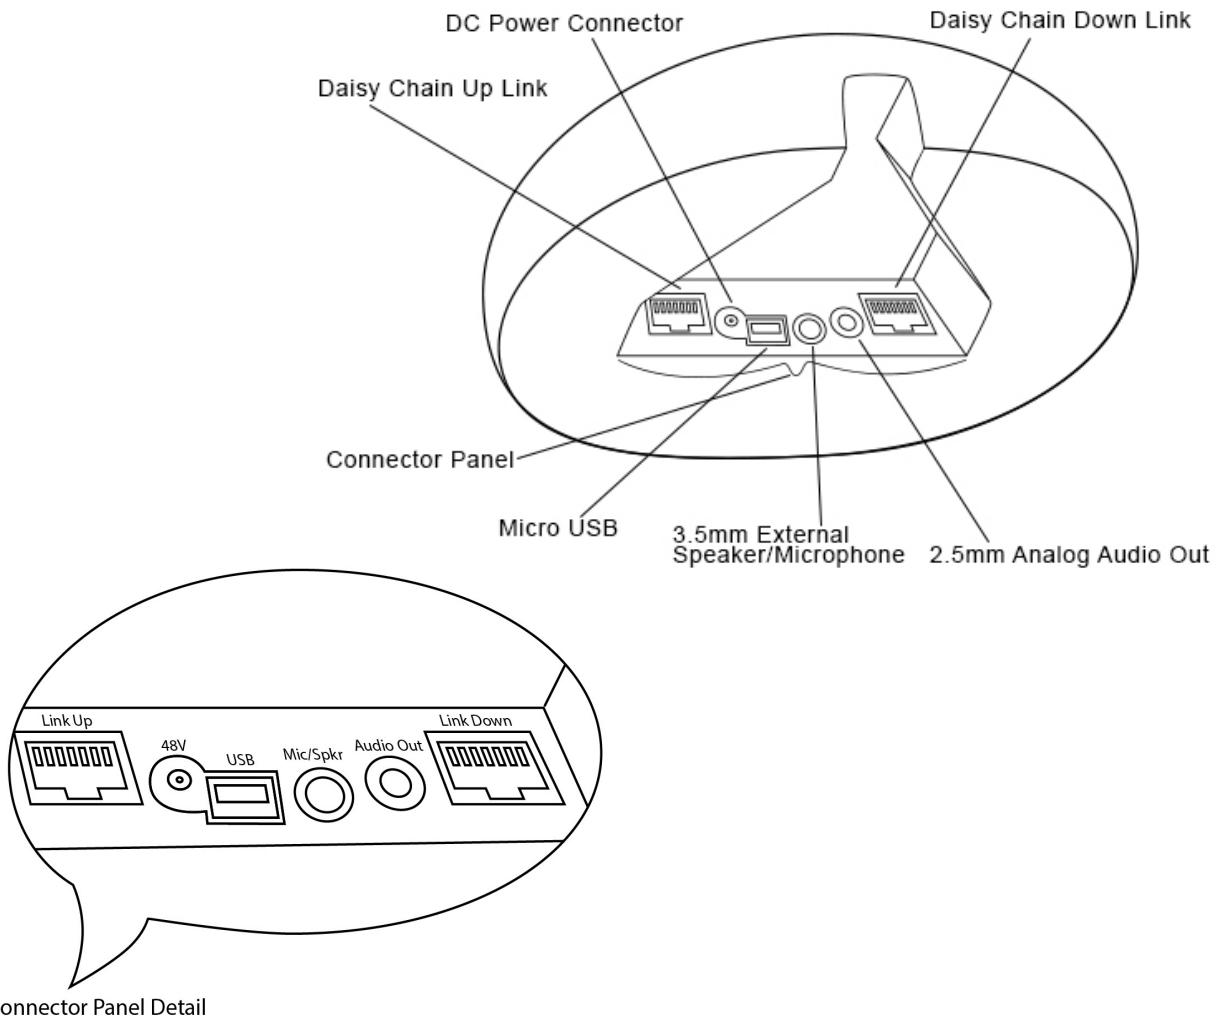 DC Power Connector
Daisy Chain Down Link
Daisy Chain Up Link
Connector Panel
Micro USB
3.5mm External
Speaker/Microphone
2.5mm Analog Audio Out
Link Up
48V
USB
Mic/Spkr
Audio Out
Link Down
onnector Panel Detail